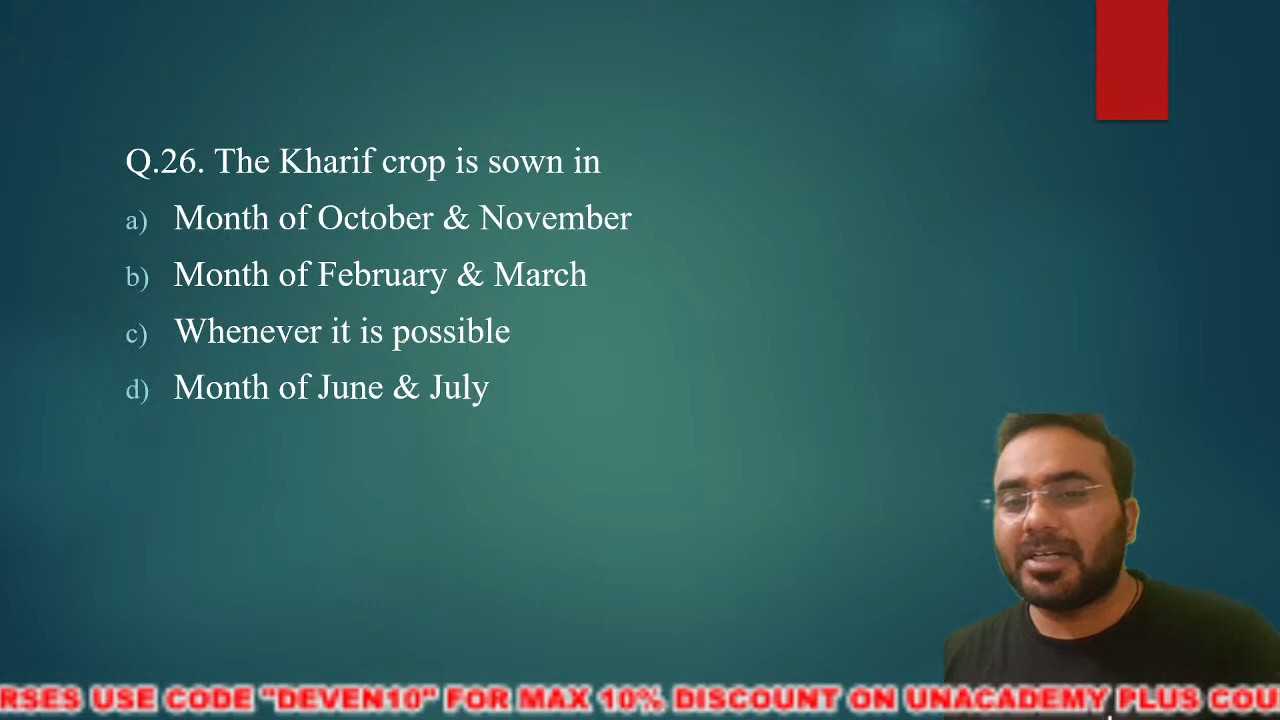 Q.26. The Kharif crop is sown in
a) Month of October & November
b) Month of February & March
c) Whenever it is possible
d) Month of June & July
RSES USE CODE "DEVEN10" FOR MAX 10% DISCOUNT ON UNACADEMY PLUS COU